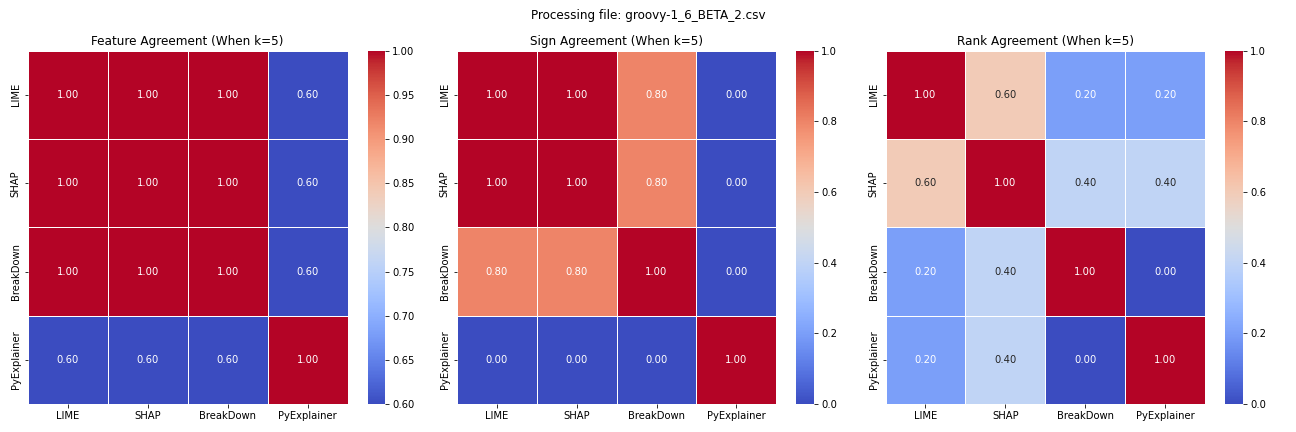 Processing file: groovy-1_6_BETA_2.csv
Feature Agreement (When k=5)
LIME
SHAP
BreakDown
PyExplainer
1.00 1.00 1.00 0.60
1.00 1.00 1.00 0.60
1.00 1.00 1.00 0.60
0.60 0.60 0.60 1.00
LIME SHAP BreakDown PyExplainer
1.00
0.95
0.90
0.85
0.80
0.75
0.70
0.65
0.60
Sign Agreement (When k=5)
LIME
SHAP
BreakDown
PyExplainer
1.00 1.00 0.80 0.00
1.00 1.00 0.80 0.00
0.80 0.80 1.00 0.00
0.00 0.00 0.00 1.00
LIME SHAP BreakDown PyExplainer
1.0
0.8
0.6
0.4
0.2
0.0
Rank Agreement (When k=5)
LIME
SHAP
BreakDown
PyExplainer
1.00 0.60 0.20 0.20
0.60 1.00 0.40 0.40
0.20 0.40 1.00 0.00
0.20 0.40 0.00 1.00
LIME SHAP BreakDown PyExplainer
1.0
0.8
0.6
0.4
0.2
0.0